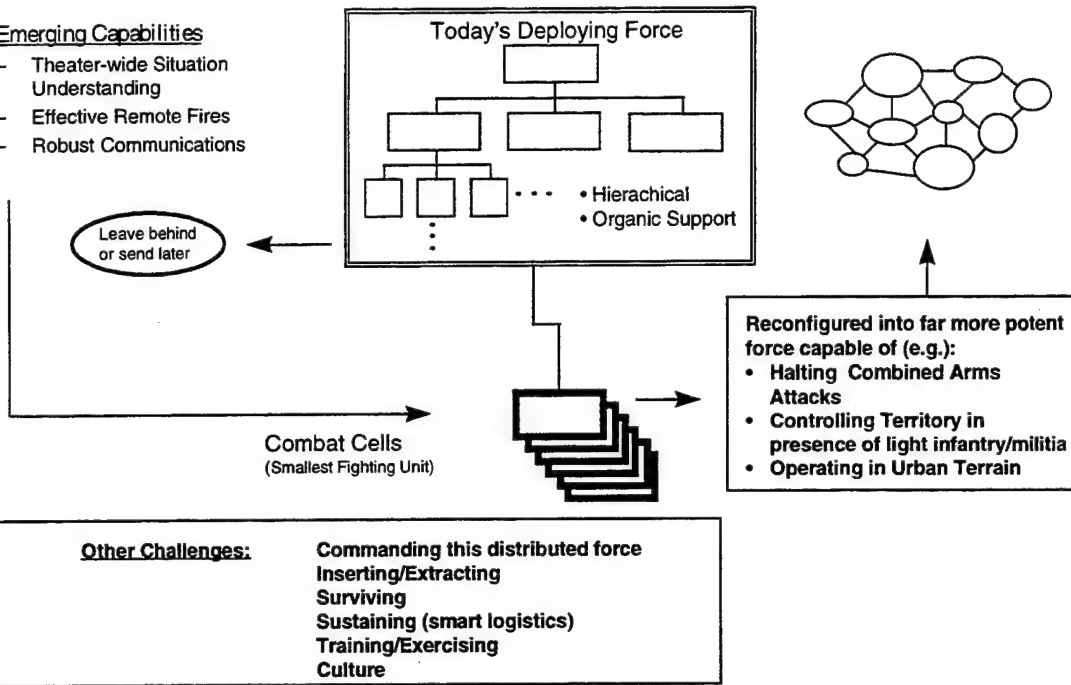 Emerging Capabilities
– Theater-wide Situation
Understanding
– Effective Remote Fires
– Robust Communications
Today's Deploying Force
• Hierachical
• Organic Support
Leave behind
or send later
Combat Cells
(Smallest Fighting Unit)
Reconfigured into far more potent
force capable of (e.g.):
• Halting Combined Arms
Attacks
• Controlling Territory in
presence of light infantry/militia
• Operating in Urban Terrain
Other Challenges:
Commanding this distributed force
Inserting/Extracting
Surviving
Sustaining (smart logistics)
Training/Exercising
Culture